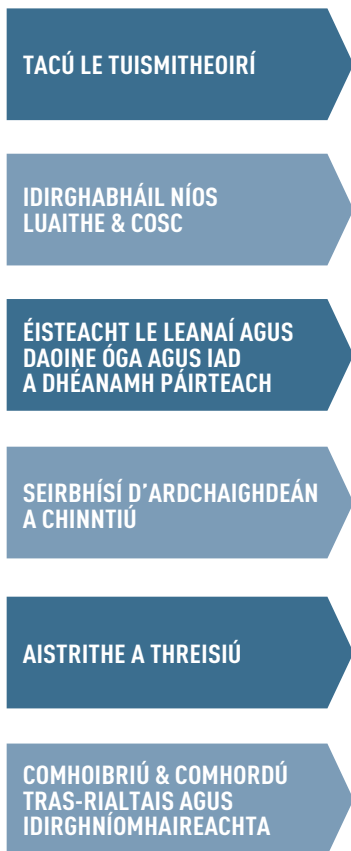 TACÚ LE TUISMITHEOIRÍ
IDIRGHABHÁIL NÍOS
LUAITHE & COSC
ÉISTEACHT LE LEANAÍ AGUS
DAOINE ÓGA AGUS IAD
A DHÉANAMH PÁIRTEACH
SEIRBHÍSÍ D’ARDCHAIGHDEÁN
A CHINNTIÚ
AISTRITHE A THREISIÚ
COMHOIBRIÚ & COMHORDÚ
TRAS-RIALTAIS AGUS
IDIRGHNÍOMHAIREACHTA